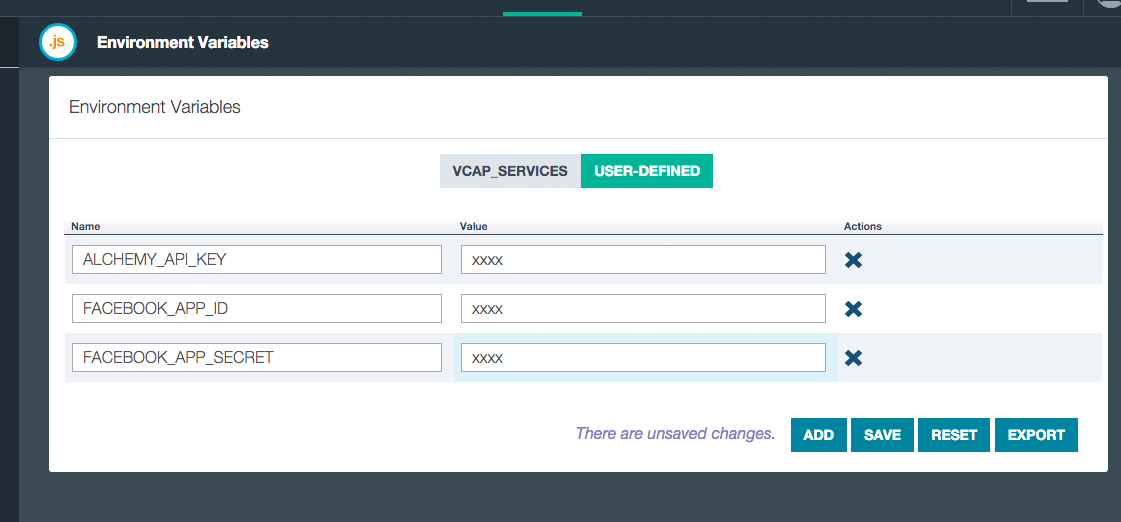 .js Environment Variables
Environment Variables
VCAP_SERVICES USER-DEFINED
Name Value Actions
ALCHEMY_API_KEY xxxx
FACEBOOK_APP_ID xxxx
FACEBOOK_APP_SECRET xxxx
There are unsaved changes. ADD SAVE RESET EXPORT